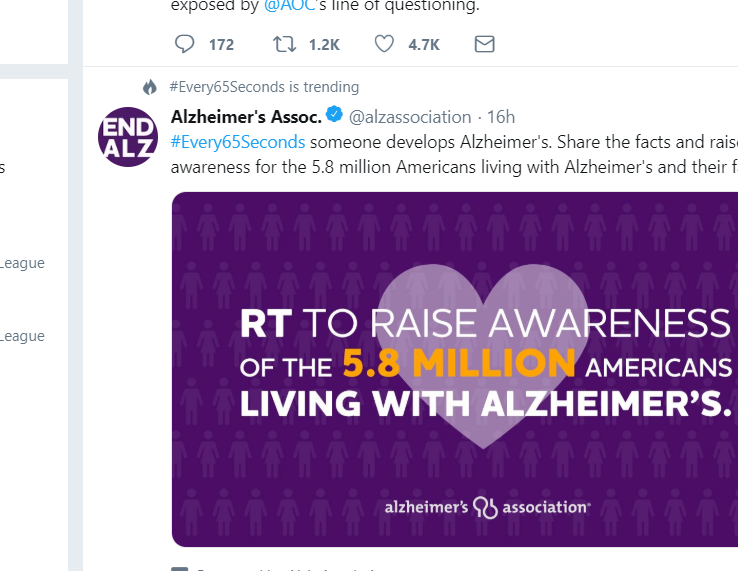 exposed by @AOC's line of questioning.
172 1.2K 4.7K
#Every65Seconds is trending
END
ALZ
Alzheimer's Assoc. @alzassociation · 16h
#Every65Seconds someone develops Alzheimer's. Share the facts and raise
awareness for the 5.8 million Americans living with Alzheimer's and their f
s
League
League
RT TO RAISE AWARENESS
OF THE 5.8 MILLION AMERICANS
LIVING WITH ALZHEIMER'S.
alzheimer's association®